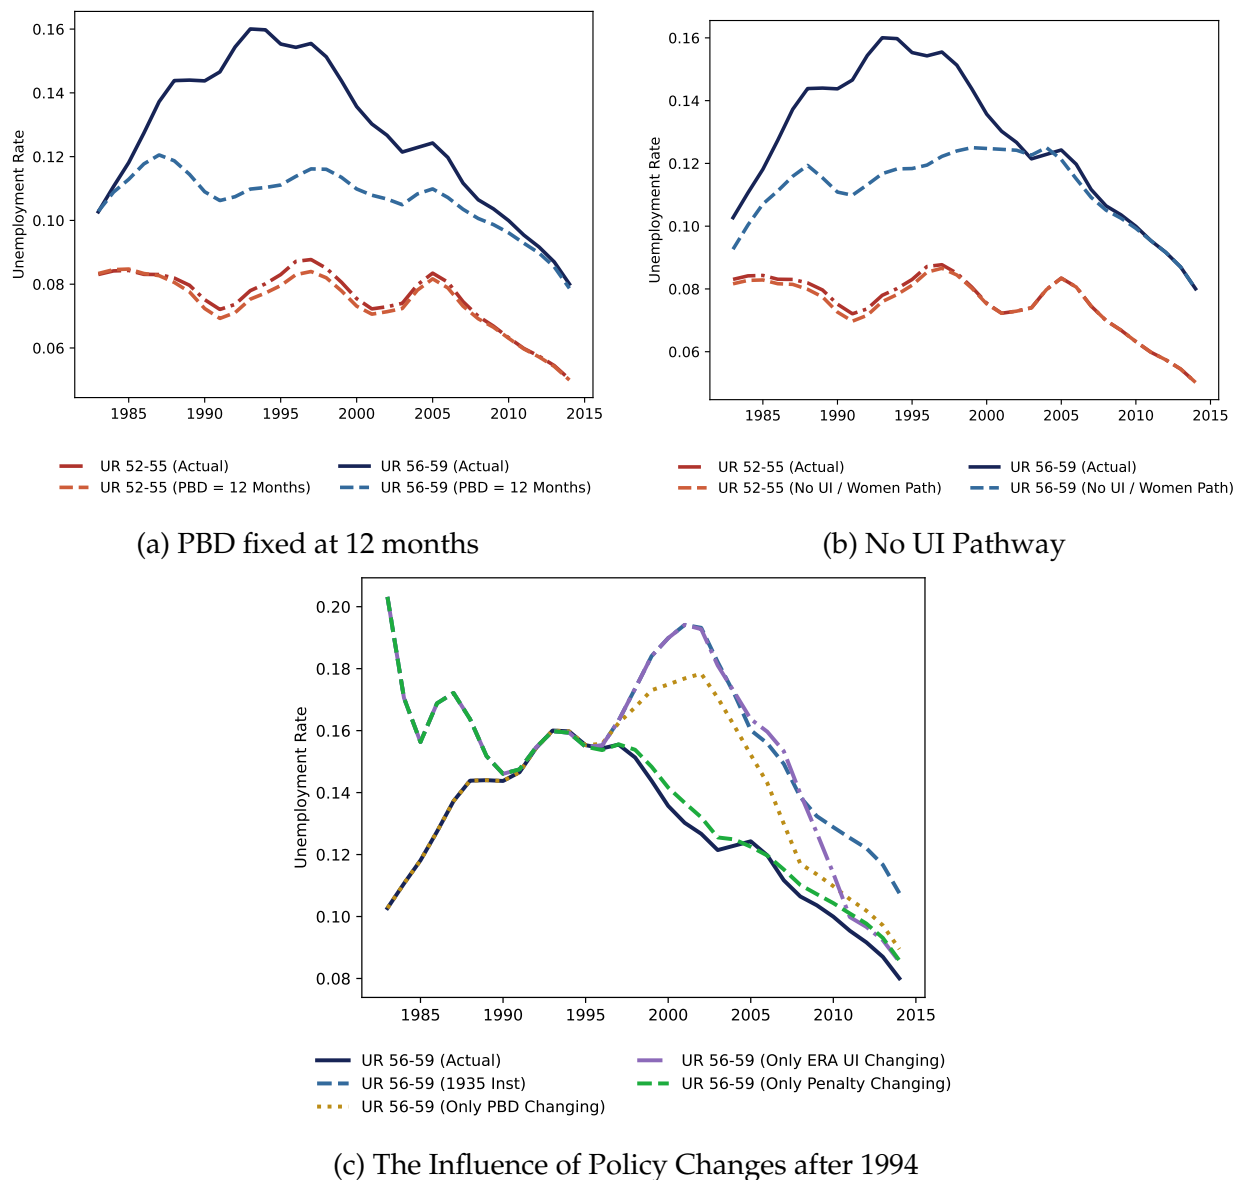 0.16
0.14
0.12
0.10
0.08
0.06
Unemployment Rate
1985 1990 1995 2000 2005 2010 2015
UR 52-55 (Actual) UR 56-59 (Actual)
UR 52-55 (PBD = 12 Months) UR 56-59 (PBD = 12 Months)
(a) PBD fixed at 12 months
0.16
0.14
0.12
0.10
0.08
0.06
Unemployment Rate
1985 1990 1995 2000 2005 2010 2015
UR 52-55 (Actual) UR 56-59 (Actual)
UR 52-55 (No UI / Women Path) UR 56-59 (No UI / Women Path)
(b) No UI Pathway
0.20
0.18
0.16
0.14
0.12
0.10
0.08
Unemployment Rate
1985 1990 1995 2000 2005 2010 2015
UR 56-59 (Actual) UR 56-59 (Only ERA UI Changing)
UR 56-59 (1935 Inst) UR 56-59 (Only Penalty Changing)
UR 56-59 (Only PBD Changing)
(c) The Influence of Policy Changes after 1994